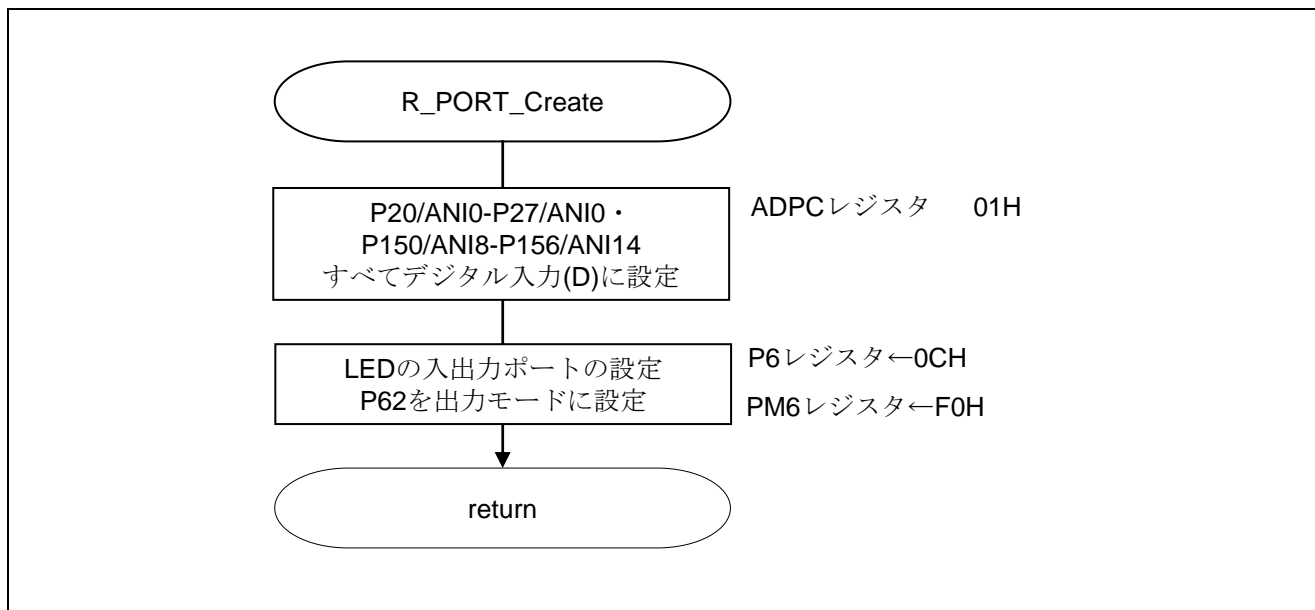 R_PORT_Create
P20/ANI0-P27/ANI0・
P150/ANI8-P156/ANI14
すべてデジタル入力(D)に設定
ADPCレジスタ 01H
LEDの入出力ポートの設定
P62を出力モードに設定
P6レジスタ←0CH
PM6レジスタ←F0H
return